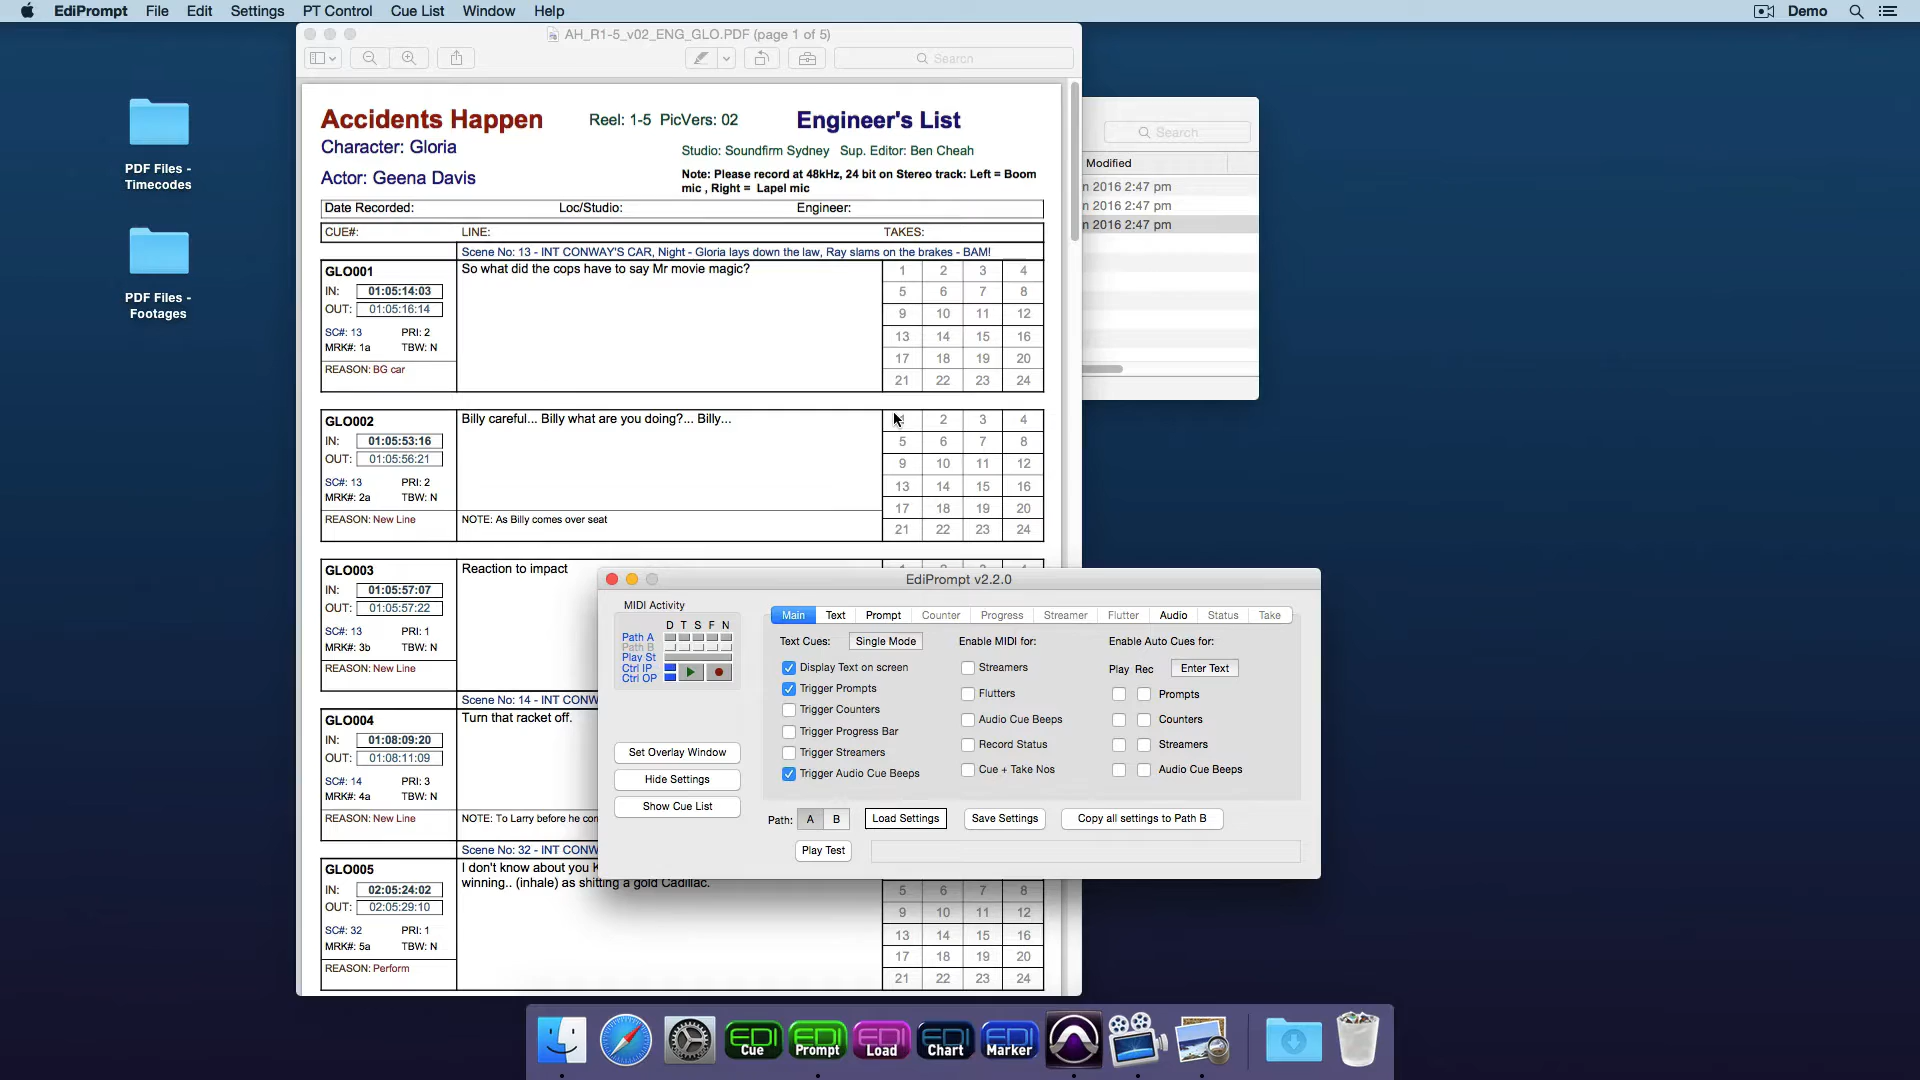 EdiPrompt File Edit Settings PT Control Cue List Window Help Demo
AH_R1-5_v02_ENG_GLO.PDF (page 1 of 5)
Search
PDF Files -
Timecodes
PDF Files -
Footages
Search
Modified
n 2016 2:47 pm
n 2016 2:47 pm
n 2016 2:47 pm
Accidents Happen Reel: 1-5 PicVers: 02 Engineer's List
Character: Gloria
Studio: Soundfirm Sydney Sup. Editor: Ben Cheah
Actor: Geena Davis
Note: Please record at 48kHz, 24 bit on Stereo track: Left = Boom
mic , Right = Lapel mic
Date Recorded: Loc/Studio: Engineer:
CUE#: LINE: TAKES:
Scene No: 13 - INT CONWAY'S CAR, Night - Gloria lays down the law, Ray slams on the brakes - BAM!
GLO001 So what did the cops have to say Mr movie magic? 1 2 3 4
IN: 01:05:14:03 5 6 7 8
OUT: 01:05:16:14 9 10 11 12
SC#: 13 PRI: 2 13 14 15 16
MRK#: 1a TBW: N 17 18 19 20
REASON: BG car 21 22 23 24
GLO002 Billy careful... Billy what are you doing?... Billy... 2 3 4
IN: 01:05:53:16 5 6 7 8
OUT: 01:05:56:21 9 10 11 12
SC#: 13 PRI: 2 13 14 15 16
MRK#: 2a TBW: N 17 18 19 20
REASON: New Line NOTE: As Billy comes over seat 21 22 23 24
GLO003 Reaction to impact
IN: 01:05:57:07
OUT: 01:05:57:22
SC#: 13 PRI: 1
MRK#: 3b TBW: N
REASON: New Line
Scene No: 14 - INT CONW
GLO004 Turn that racket off.
IN: 01:08:09:20
OUT: 01:08:11:09
SC#: 14 PRI: 3
MRK#: 4a TBW: N
REASON: New Line NOTE: To Larry before he con
Scene No: 32 - INT CONW
GLO005 I don't know about you K
winning.. (inhale) as shitting a gold Cadillac.
IN: 02:05:24:02 5 6 7 8
OUT: 02:05:29:10 9 10 11 12
SC#: 32 PRI: 1 13 14 15 16
MRK#: 5a TBW: N 17 18 19 20
REASON: Perform 21 22 23 24
EdiPrompt v2.2.0
MIDI Activity
D T S F N
Path A
Path B
Play St
Ctrl IP
Ctrl OP
Set Overlay Window
Hide Settings
Show Cue List
Main Text Prompt Counter Progress Streamer Flutter Audio Status Take
Text Cues: Single Mode Enable MIDI for: Enable Auto Cues for:
Display Text on screen Streamers Play Rec Enter Text
Trigger Prompts Flutters Prompts
Trigger Counters Audio Cue Beeps Counters
Trigger Progress Bar Record Status Streamers
Trigger Streamers
Trigger Audio Cue Beeps Cue + Take Nos Audio Cue Beeps
Path: A B Load Settings Save Settings Copy all settings to Path B
Play Test
EDI Cue
EDI Prompt
EDI Load
EDI Chart
EDI Marker